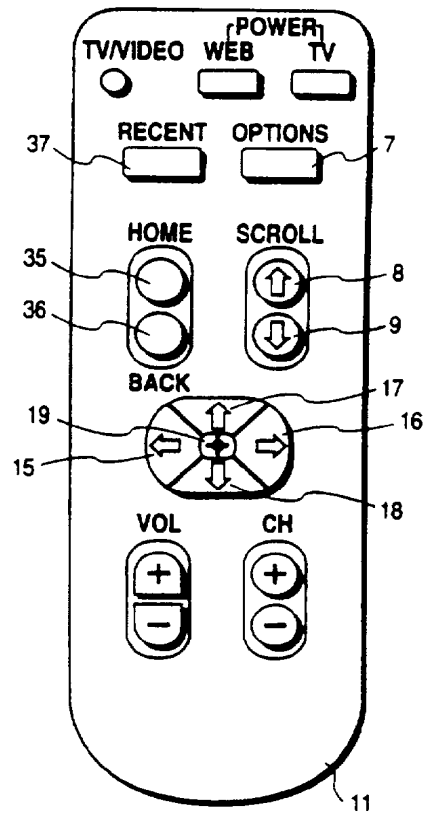 POWER
TV/VIDEO WEB TV
RECENT OPTIONS
37 7
HOME SCROLL
35 8
36 9
BACK
17
19 16
15 18
VOL CH
+ +
− −
11